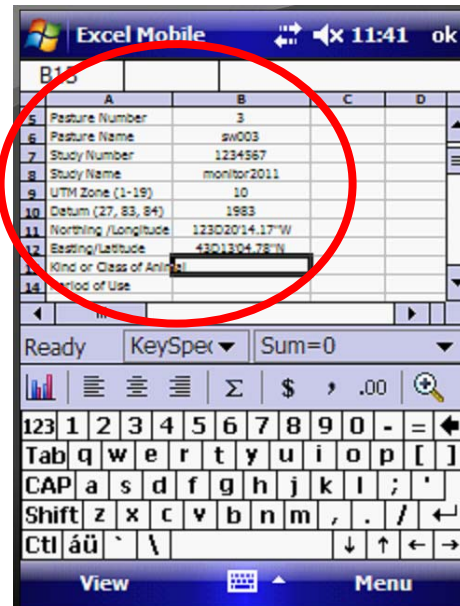 Excel Mobile 11:41 ok
B13
A B C D
5 Pasture Number 3
6 Pasture Name sw003
7 Study Number 1234567
8 Study Name monitor2011
9 UTM Zone (1-19) 10
10 Datum (27, 83, 84) 1983
11 Northing /Longitude 123D20'14.17"W
12 Easting/Latitude 43D13'04.78"N
13 Kind or Class of Animal
14 Period of Use
Ready KeySpec Sum=0
Σ $ , .00
123 1 2 3 4 5 6 7 8 9 0 - =
Tab q w e r t y u i o p [ ]
CAP a s d f g h j k l ; '
Shift z x c v b n m , . /
Ctl áü ` \
View Menu